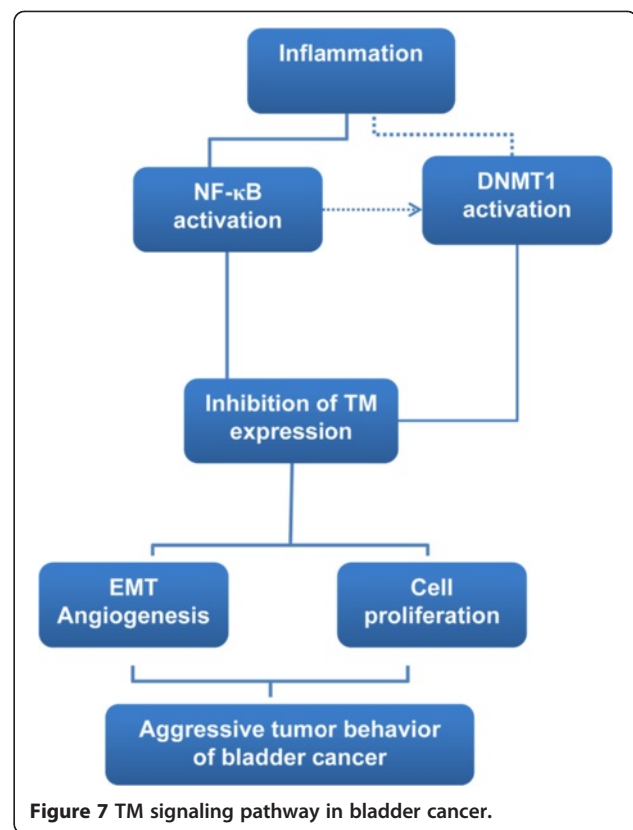 Inflammation
NF-κB
activation
DNMT1
activation
Inhibition of TM
expression
EMT
Angiogenesis
Cell
proliferation
Aggressive tumor behavior
of bladder cancer
Figure 7 TM signaling pathway in bladder cancer.